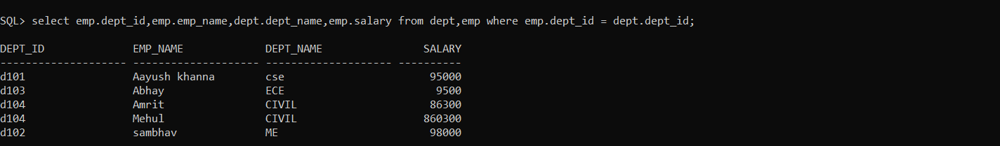 SQL> select emp.dept_id,emp.emp_name,dept.dept_name,emp.salary from dept,emp where emp.dept_id = dept.dept_id;
DEPT_ID              EMP_NAME             DEPT_NAME                SALARY
-------------------- -------------------- -------------------- ----------
d101                 Aayush khanna        cse                       95000
d103                 Abhay                ECE                        9500
d104                 Amrit                CIVIL                     86300
d104                 Mehul                CIVIL                    860300
d102                 sambhav              ME                        98000